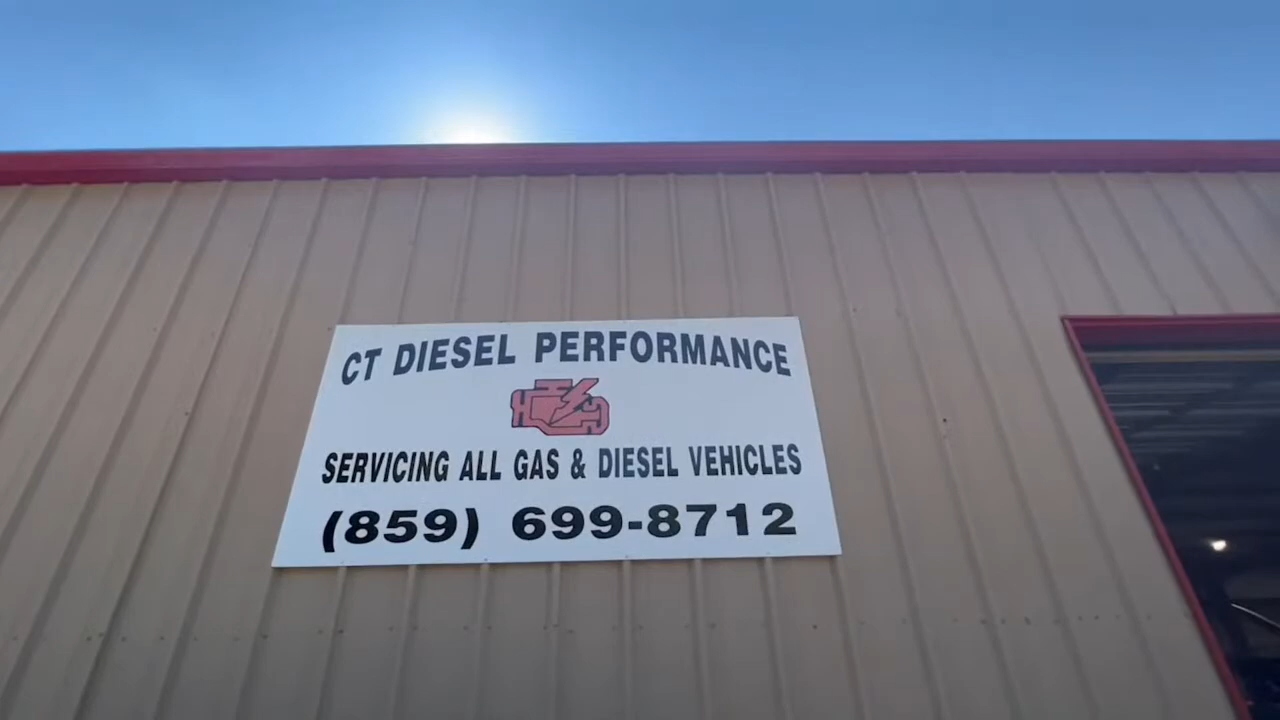 CT DIESEL PERFORMANCE
SERVICING ALL GAS & DIESEL VEHICLES
(859) 699-8712